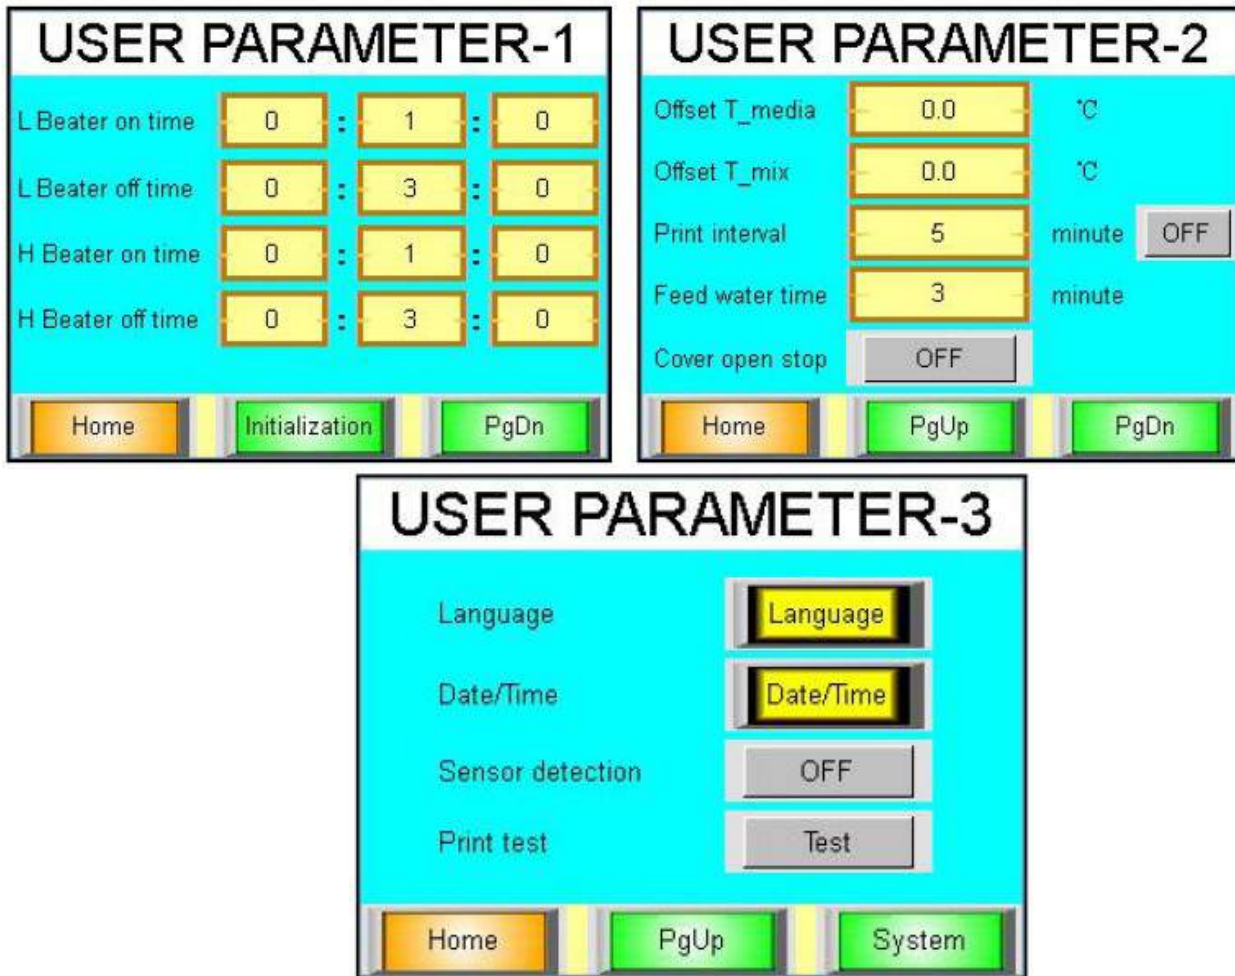 USER PARAMETER-1
L Beater on time 0 : 1 : 0
L Beater off time 0 : 3 : 0
H Beater on time 0 : 1 : 0
H Beater off time 0 : 3 : 0
Home Initialization PgDn
USER PARAMETER-2
Offset T_media 0.0 °C
Offset T_mix 0.0 °C
Print interval 5 minute OFF
Feed water time 3 minute
Cover open stop OFF
Home PgUp PgDn
USER PARAMETER-3
Language Language
Date/Time Date/Time
Sensor detection OFF
Print test Test
Home PgUp System